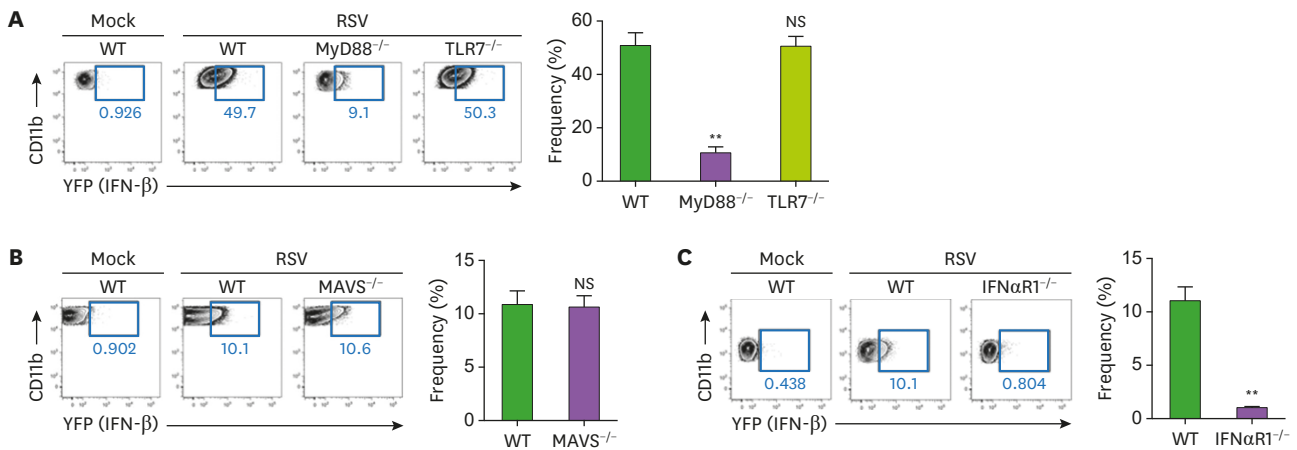 A
Mock RSV
WT WT MyD88⁻/⁻ TLR7⁻/⁻
0.926 49.7 9.1 50.3
CD11b
YFP (IFN-β)
Frequency (%)
60
40
20
0
** NS
WT MyD88⁻/⁻ TLR7⁻/⁻
B
Mock RSV
WT WT MAVS⁻/⁻
0.902 10.1 10.6
CD11b
YFP (IFN-β)
Frequency (%)
15
10
5
0
NS
WT MAVS⁻/⁻
C
Mock RSV
WT WT IFNαR1⁻/⁻
0.438 10.1 0.804
CD11b
YFP (IFN-β)
Frequency (%)
15
10
5
0
**
WT IFNαR1⁻/⁻